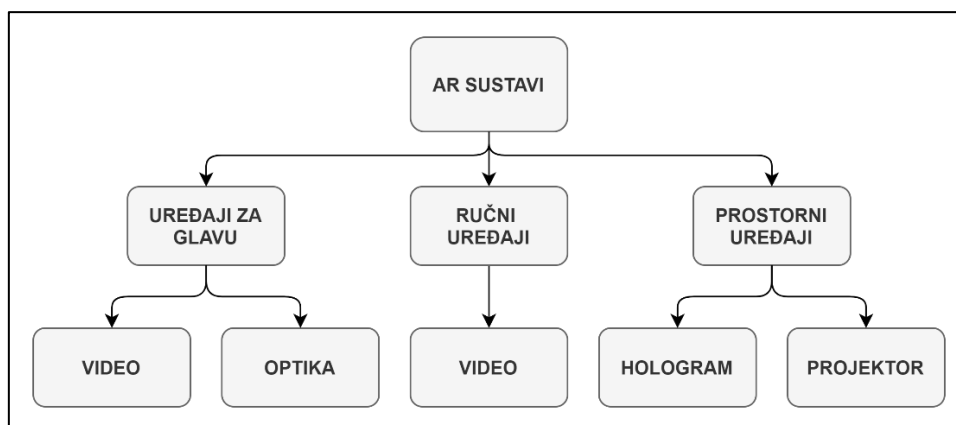 AR SUSTAVI
UREĐAJI ZA
GLAVU
RUČNI
UREĐAJI
PROSTORNI
UREĐAJI
VIDEO
OPTIKA
VIDEO
HOLOGRAM
PROJEKTOR